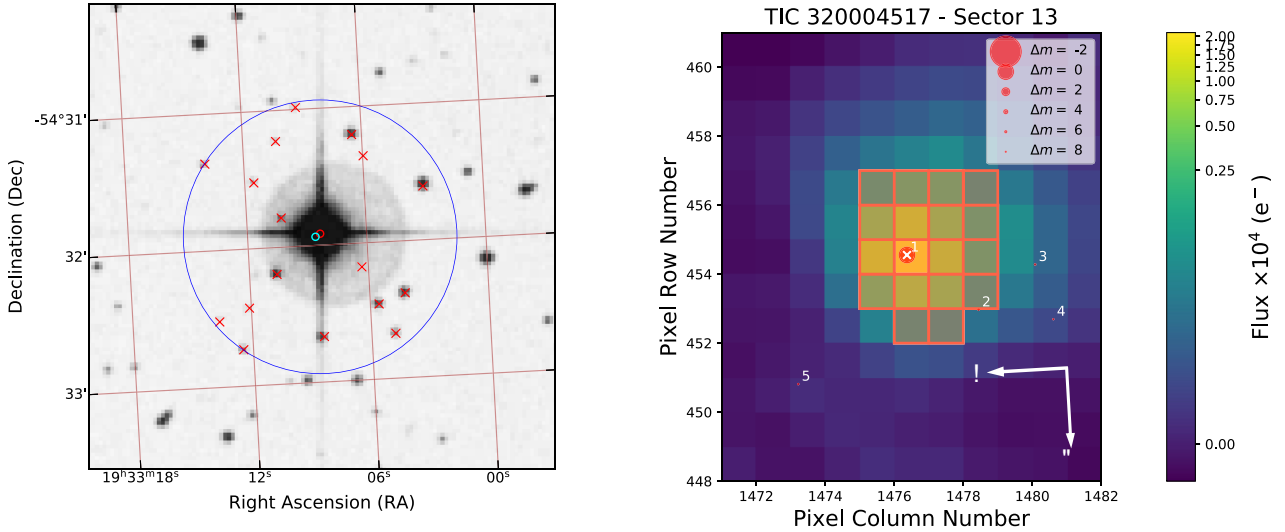 -54°31'
32'
33'
19ʰ33ᵐ18ˢ
12ˢ
06ˢ
00ˢ
Declination (Dec)
Right Ascension (RA)
TIC 320004517 - Sector 13
Δm = -2
Δm = 0
Δm = 2
Δm = 4
Δm = 6
Δm = 8
460
458
456
454
452
450
448
1472
1474
1476
1478
1480
1482
Pixel Row Number
Pixel Column Number
1
2
3
4
5
!
"
2.00
1.75
1.50
1.25
1.00
0.75
0.50
0.25
0.00
Flux ×10⁴ (e⁻)